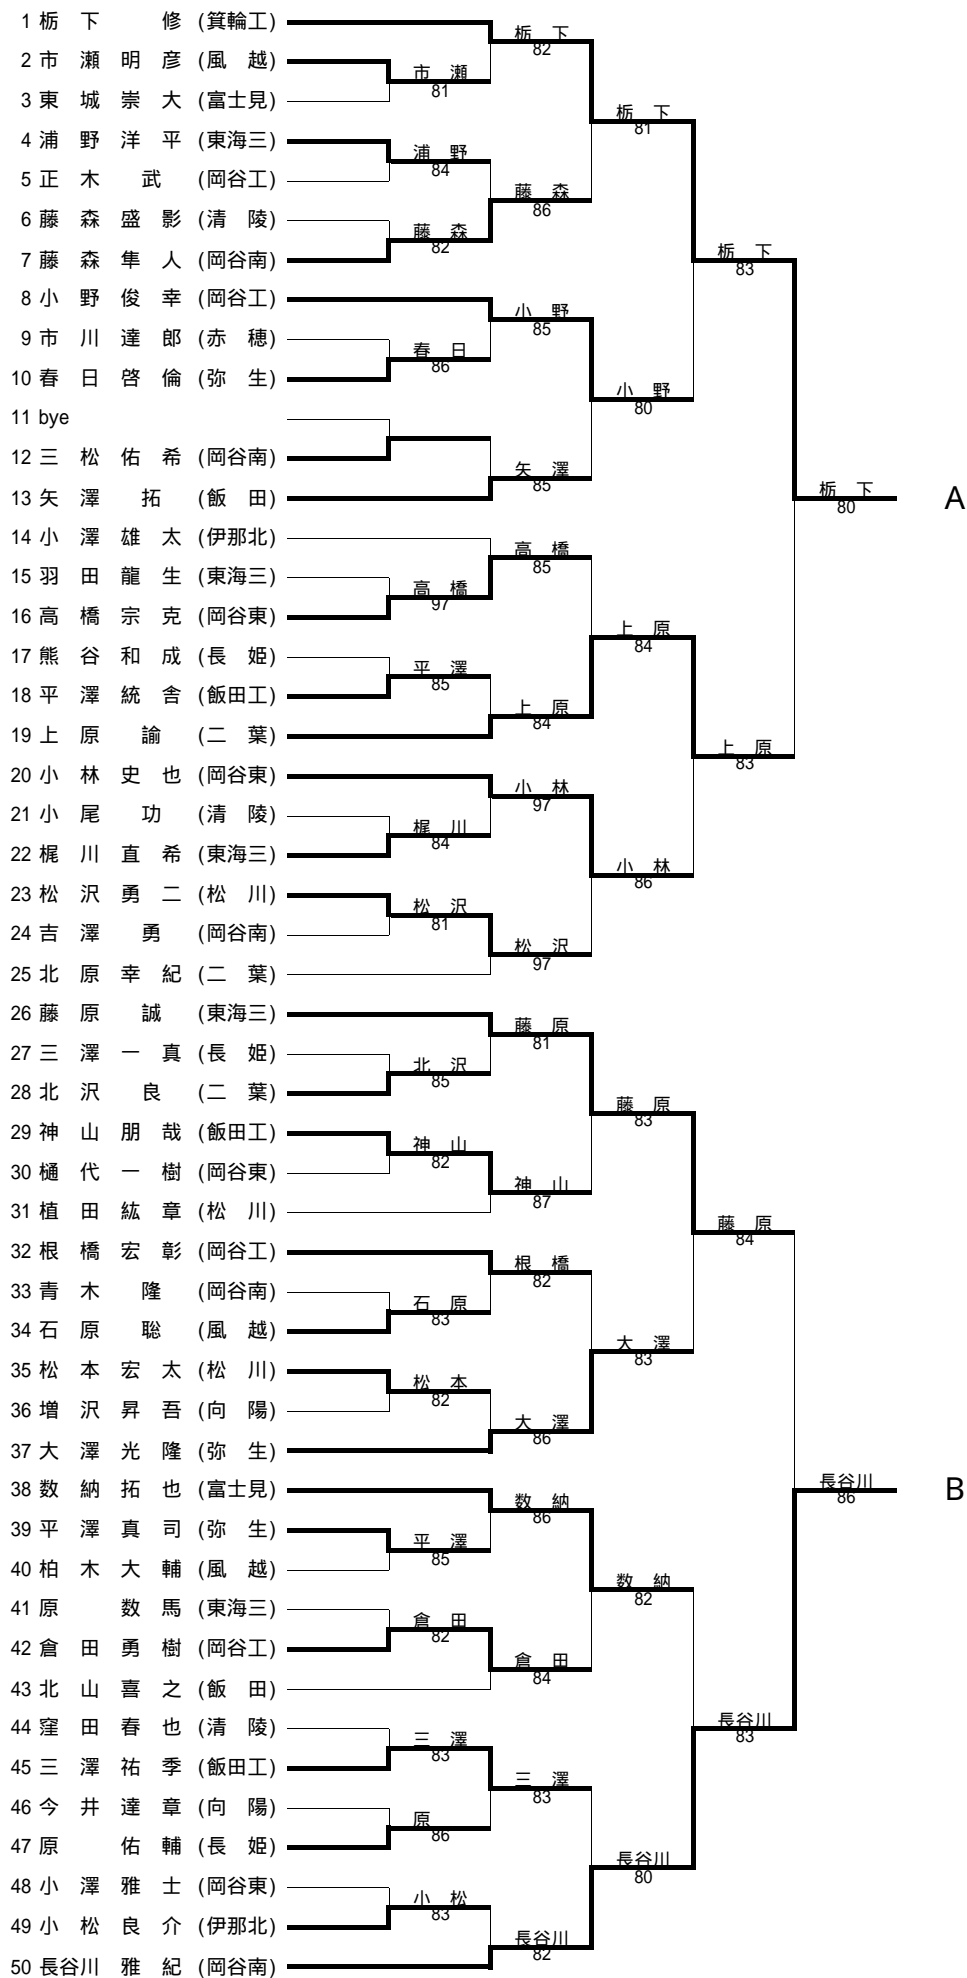 1 栃 下 修 (箕輪工)
2 市 瀬 明 彦 (風 越)
3 東 城 崇 大 (富士見)
4 浦 野 洋 平 (東海三)
5 正 木 武 (岡谷工)
6 藤 森 盛 影 (清 陵)
7 藤 森 隼 人 (岡谷南)
8 小 野 俊 幸 (岡谷工)
9 市 川 達 郎 (赤 穂)
10 春 日 啓 倫 (弥 生)
11 bye
12 三 松 佑 希 (岡谷南)
13 矢 澤 拓 (飯 田)
14 小 澤 雄 太 (伊那北)
15 羽 田 龍 生 (東海三)
16 高 橋 宗 克 (岡谷東)
17 熊 谷 和 成 (長 姫)
18 平 澤 統 舎 (飯田工)
19 上 原 諭 (二 葉)
20 小 林 史 也 (岡谷東)
21 小 尾 功 (清 陵)
22 梶 川 直 希 (東海三)
23 松 沢 勇 二 (松 川)
24 吉 澤 勇 (岡谷南)
25 北 原 幸 紀 (二 葉)
26 藤 原 誠 (東海三)
27 三 澤 一 真 (長 姫)
28 北 沢 良 (二 葉)
29 神 山 朋 哉 (飯田工)
30 樋 代 一 樹 (岡谷東)
31 植 田 紘 章 (松 川)
32 根 橋 宏 彰 (岡谷工)
33 青 木 隆 (岡谷南)
34 石 原 聡 (風 越)
35 松 本 宏 太 (松 川)
36 増 沢 昇 吾 (向 陽)
37 大 澤 光 隆 (弥 生)
38 数 納 拓 也 (富士見)
39 平 澤 真 司 (弥 生)
40 柏 木 大 輔 (風 越)
41 原 数 馬 (東海三)
42 倉 田 勇 樹 (岡谷工)
43 北 山 喜 之 (飯 田)
44 窪 田 春 也 (清 陵)
45 三 澤 祐 季 (飯田工)
46 今 井 達 章 (向 陽)
47 原 佑 輔 (長 姫)
48 小 澤 雅 士 (岡谷東)
49 小 松 良 介 (伊那北)
50 長谷川 雅 紀 (岡谷南)
市 瀬
81
浦 野
84
藤 森
82
春 日
86
高 橋
97
平 澤
85
梶 川
84
松 沢
81
北 沢
85
神 山
82
石 原
83
松 本
82
平 澤
85
倉 田
82
三 澤
83
原
86
小 松
83
栃 下
82
藤 森
86
小 野
85
矢 澤
85
高 橋
85
上 原
84
小 林
97
松 沢
97
藤 原
81
神 山
87
根 橋
82
大 澤
86
数 納
86
倉 田
84
三 澤
83
長谷川
82
栃 下
81
小 野
80
上 原
84
小 林
86
藤 原
83
大 澤
83
数 納
82
長谷川
80
栃 下
83
上 原
83
藤 原
84
長谷川
83
栃 下
80
A
長谷川
86
B